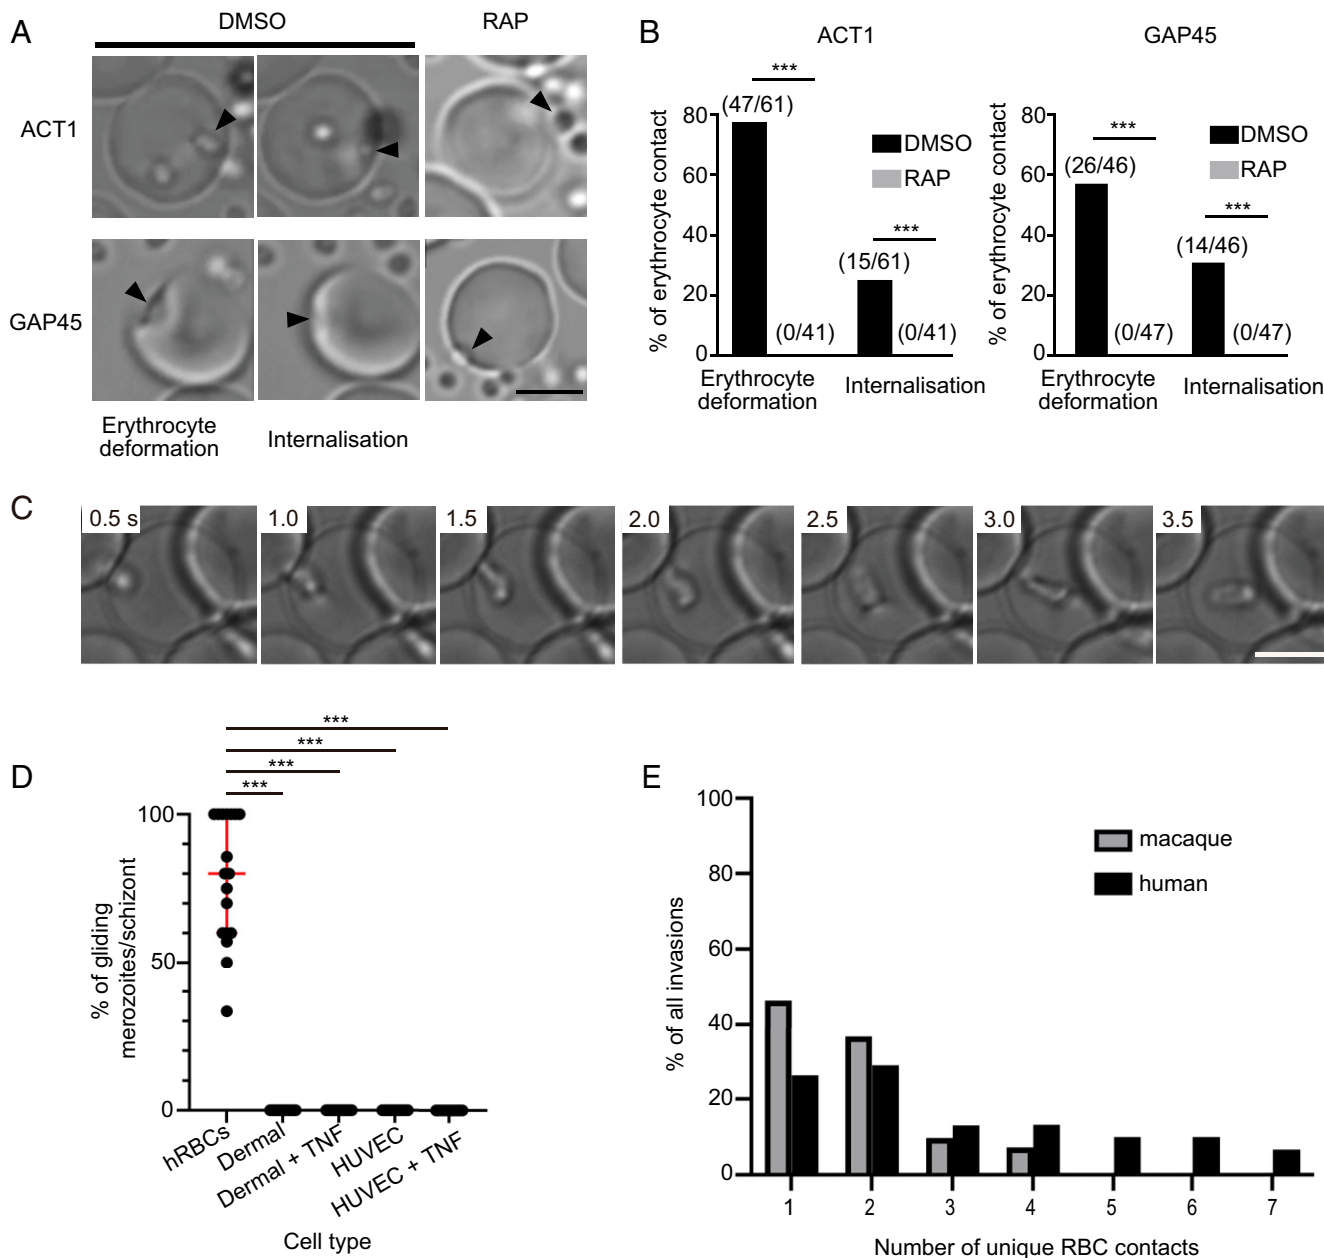 A
DMSO
RAP
ACT1
GAP45
Erythrocyte
deformation
Internalisation
B
ACT1
% of erythrocyte contact
80
60
40
20
0
***
(47/61)
(0/41)
***
(15/61)
(0/41)
DMSO
RAP
Erythrocyte
deformation
Internalisation
GAP45
% of erythrocyte contact
80
60
40
20
0
***
(26/46)
(0/47)
***
(14/46)
(0/47)
DMSO
RAP
Erythrocyte
deformation
Internalisation
C
0.5 s
1.0
1.5
2.0
2.5
3.0
3.5
D
***
***
***
***
% of gliding
merozoites/schizont
100
50
0
hRBCs
Dermal
Dermal + TNF
HUVEC
HUVEC + TNF
Cell type
E
% of all invasions
100
80
60
40
20
0
macaque
human
1 2 3 4 5 6 7
Number of unique RBC contacts